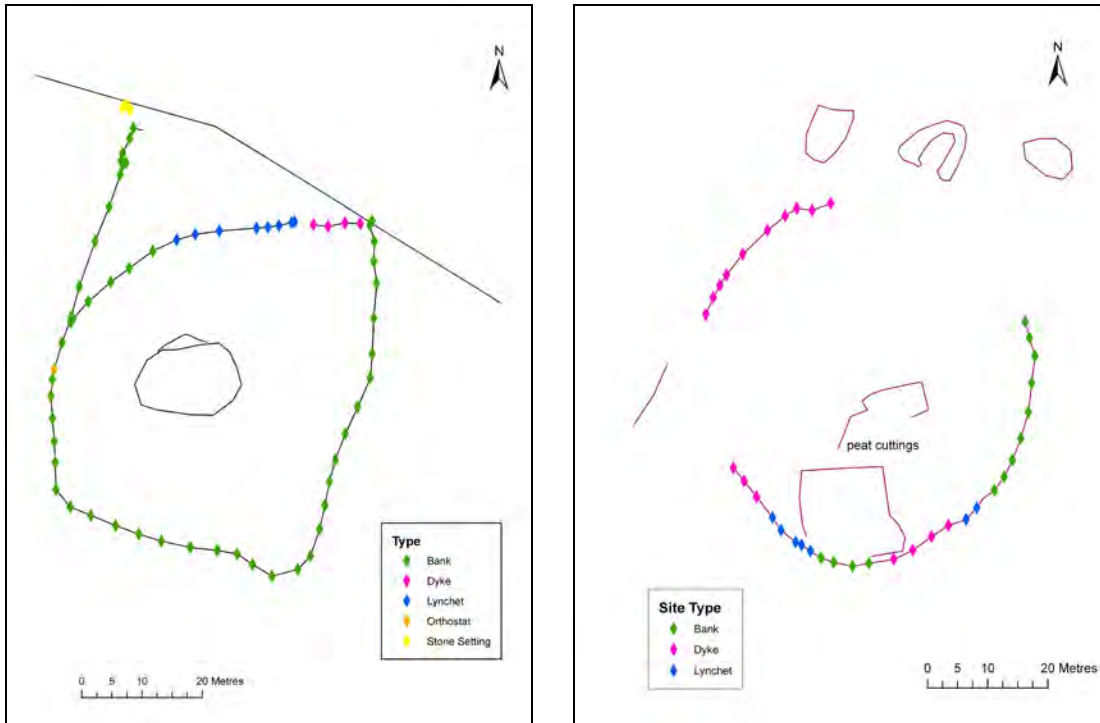 N
Type
Bank
Dyke
Lynchet
Orthostat
Stone Setting
0 5 10 20 Metres
N
peat cuttings
Site Type
Bank
Dyke
Lynchet
0 5 10 20 Metres